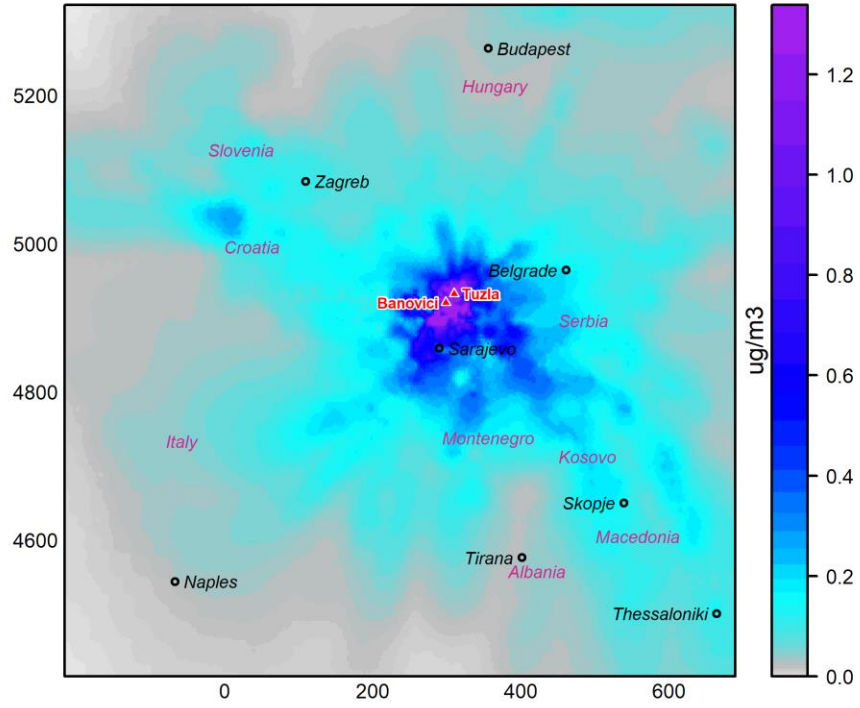 5200
5000
4800
4600
0
200
400
600
Budapest
Hungary
Slovenia
Zagreb
Croatia
Belgrade
Tuzla
Banovici
Serbia
Sarajevo
Italy
Montenegro
Kosovo
Skopje
Macedonia
Tirana
Albania
Naples
Thessaloniki
ug/m3
1.2
1.0
0.8
0.6
0.4
0.2
0.0